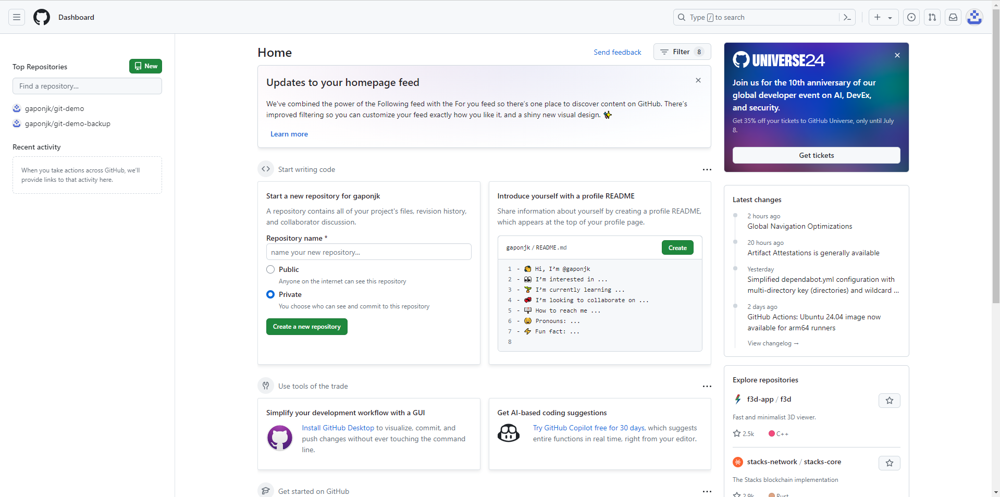 Dashboard
Type / to search
Top Repositories
New
Find a repository...
gaponjk/git-demo
gaponjk/git-demo-backup
Recent activity
When you take actions across GitHub, we’ll
provide links to that activity here.
Home
Send feedback
Filter 8
Updates to your homepage feed
We've combined the power of the Following feed with the For you feed so there’s one place to discover content on GitHub. There’s
improved filtering so you can customize your feed exactly how you like it, and a shiny new visual design. ✨
Learn more
Start writing code
Start a new repository for gaponjk
A repository contains all of your project's files, revision history,
and collaborator discussion.
Repository name *
name your new repository...
Public
Anyone on the internet can see this repository
Private
You choose who can see and commit to this repository
Create a new repository
Introduce yourself with a profile README
Share information about yourself by creating a profile README,
which appears at the top of your profile page.
gaponjk / README.md
Create
1 - 👋 Hi, I’m @gaponjk
2 - 👀 I’m interested in ...
3 - 🌱 I’m currently learning ...
4 - 💞️ I’m looking to collaborate on ...
5 - 📫 How to reach me ...
6 - 😄 Pronouns: ...
7 - ⚡ Fun fact: ...
8
Use tools of the trade
Simplify your development workflow with a GUI
Install GitHub Desktop to visualize, commit, and
push changes without ever touching the command
line.
Get AI-based coding suggestions
Try GitHub Copilot free for 30 days, which suggests
entire functions in real time, right from your editor.
Get started on GitHub
UNIVERSE24
Join us for the 10th anniversary of our
global developer event on AI, DevEx,
and security.
Get 35% off your tickets to GitHub Universe, only until July
8.
Get tickets
Latest changes
2 hours ago
Global Navigation Optimizations
20 hours ago
Artifact Attestations is generally available
Yesterday
Simplified dependabot.yml configuration with
multi-directory key (directories) and wildcard ...
2 days ago
GitHub Actions: Ubuntu 24.04 image now
available for arm64 runners
View changelog →
Explore repositories
f3d-app / f3d
Fast and minimalist 3D viewer.
2.5k C++
stacks-network / stacks-core
The Stacks blockchain implementation
2.9k Rust